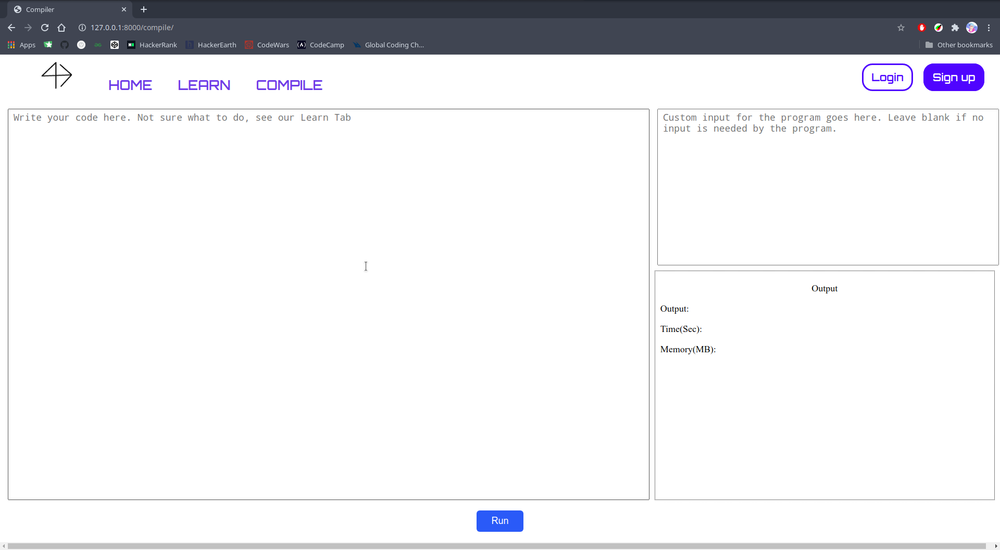 Compiler
127.0.0.1:8000/compile/
Apps
HackerRank
HackerEarth
CodeWars
CodeCamp
Global Coding Ch...
Other bookmarks
HOME
LEARN
COMPILE
Login
Sign up
Write your code here. Not sure what to do, see our Learn Tab
Custom input for the program goes here. Leave blank if no
input is needed by the program.
Output
Output:
Time(Sec):
Memory(MB):
Run